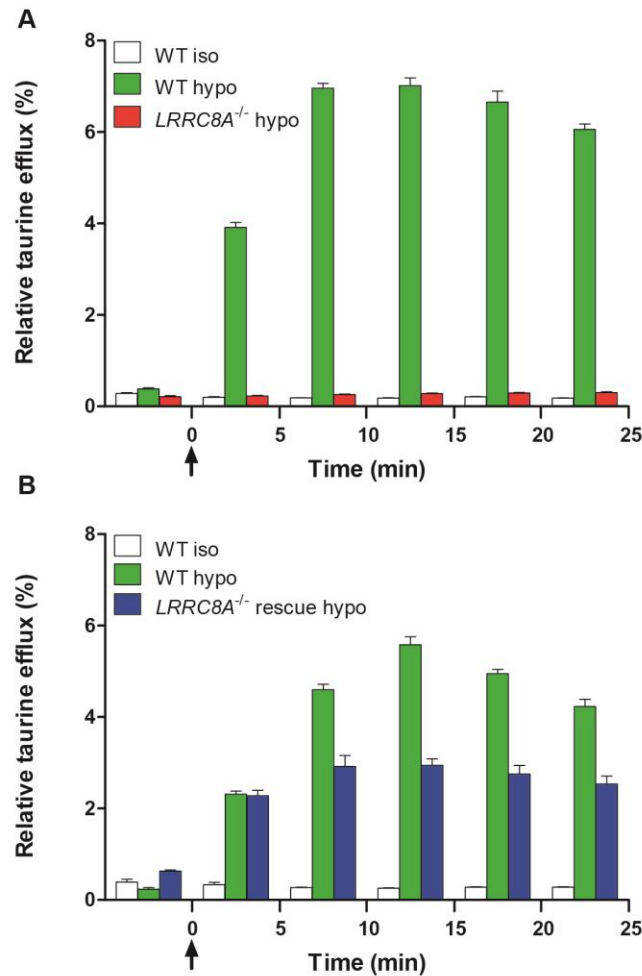 A
Relative taurine efflux (%)
8
6
4
2
0
WT iso
WT hypo
LRRC8A-/- hypo
0 5 10 15 20 25
Time (min)
B
Relative taurine efflux (%)
8
6
4
2
0
WT iso
WT hypo
LRRC8A-/- rescue hypo
0 5 10 15 20 25
Time (min)